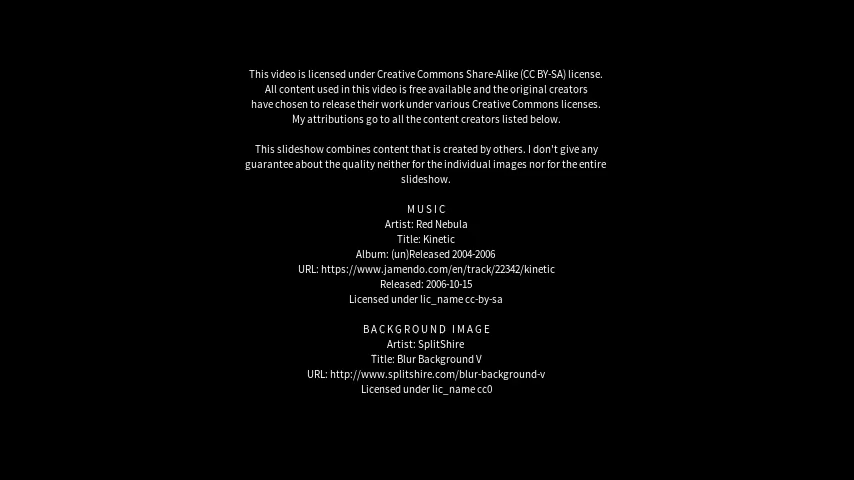 This video is licensed under Creative Commons Share-Alike (CC BY-SA) license.
All content used in this video is free available and the original creators
have chosen to release their work under various Creative Commons licenses.
My attributions go to all the content creators listed below.
This slideshow combines content that is created by others. I don't give any
guarantee about the quality neither for the individual images nor for the entire
slideshow.
MUSIC
Artist: Red Nebula
Title: Kinetic
Album: (un)Released 2004-2006
URL: https://www.jamendo.com/en/track/22342/kinetic
Released: 2006-10-15
Licensed under lic_name cc-by-sa
BACKGROUND IMAGE
Artist: SplitShire
Title: Blur Background V
URL: http://www.splitshire.com/blur-background-v
Licensed under lic_name cc0